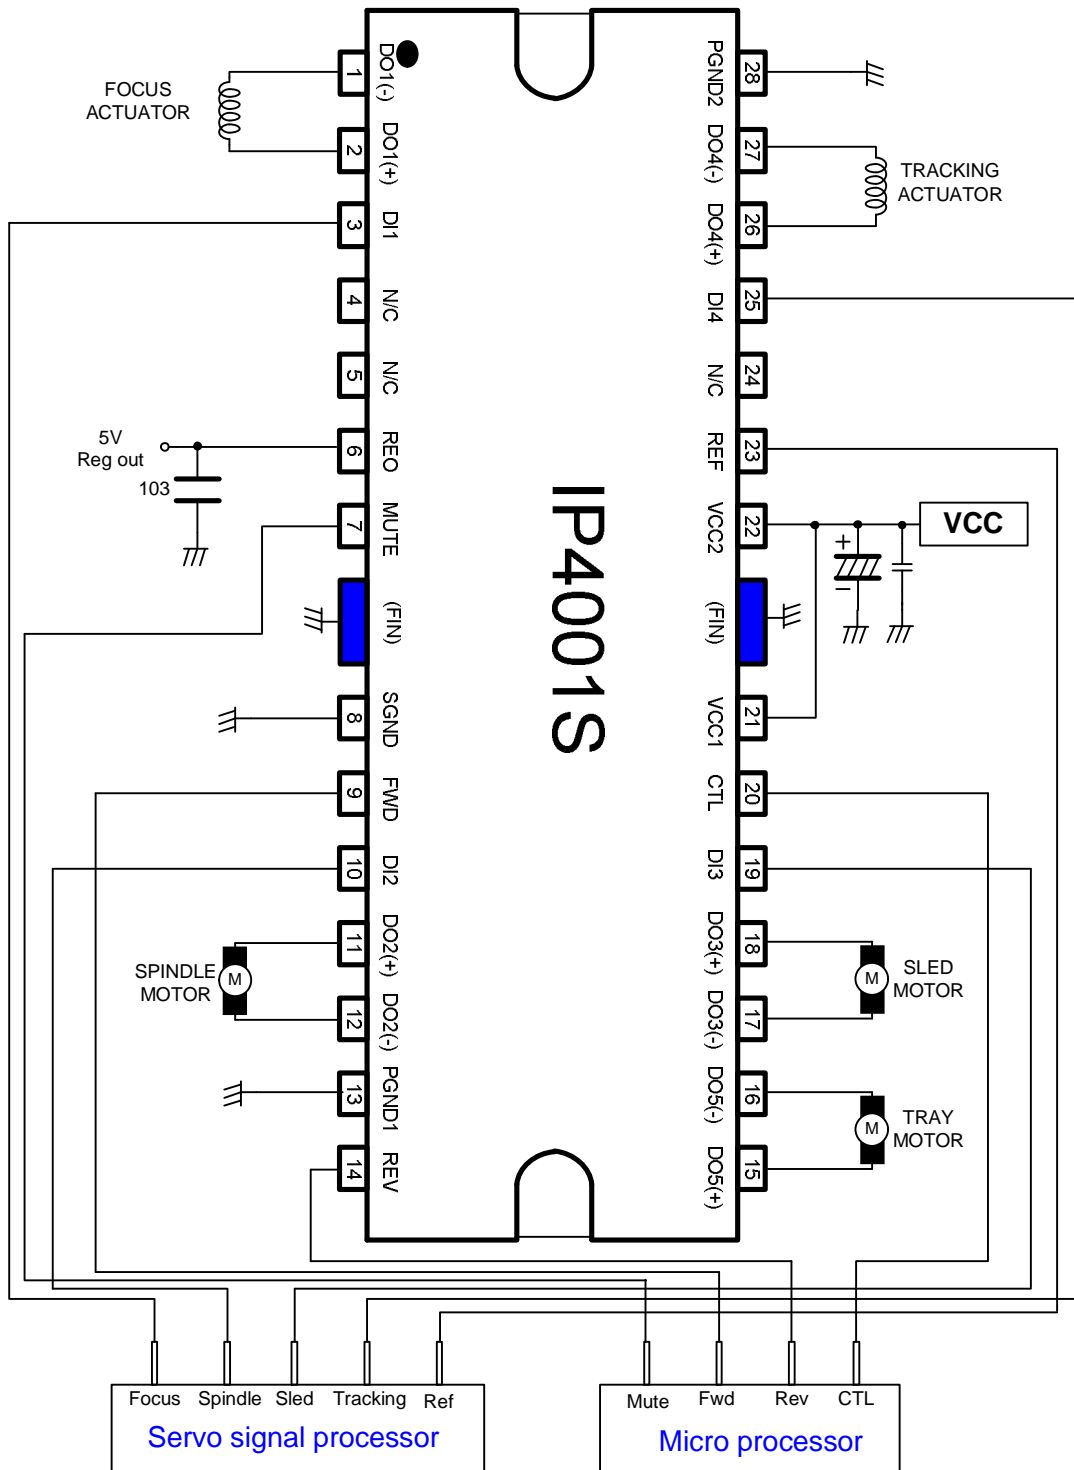 FOCUS
ACTUATOR
1
DO1(-)
2
DO1(+)
3
DI1
4
N/C
5
N/C
5V
Reg out
103
6
REO
7
MUTE
(FIN)
8
SGND
9
FWD
10
DI2
SPINDLE
MOTOR
M
11
DO2(+)
12
DO2(-)
13
PGND1
14
REV
IP4001S
28
PGND2
27
DO4(-)
TRACKING
ACTUATOR
26
DO4(+)
25
DI4
24
N/C
23
REF
22
VCC2
VCC
+
−
(FIN)
21
VCC1
20
CTL
19
DI3
18
DO3(+)
SLED
MOTOR
M
17
DO3(-)
16
DO5(-)
TRAY
MOTOR
M
15
DO5(+)
Focus Spindle Sled Tracking Ref
Servo signal processor
Mute Fwd Rev CTL
Micro processor